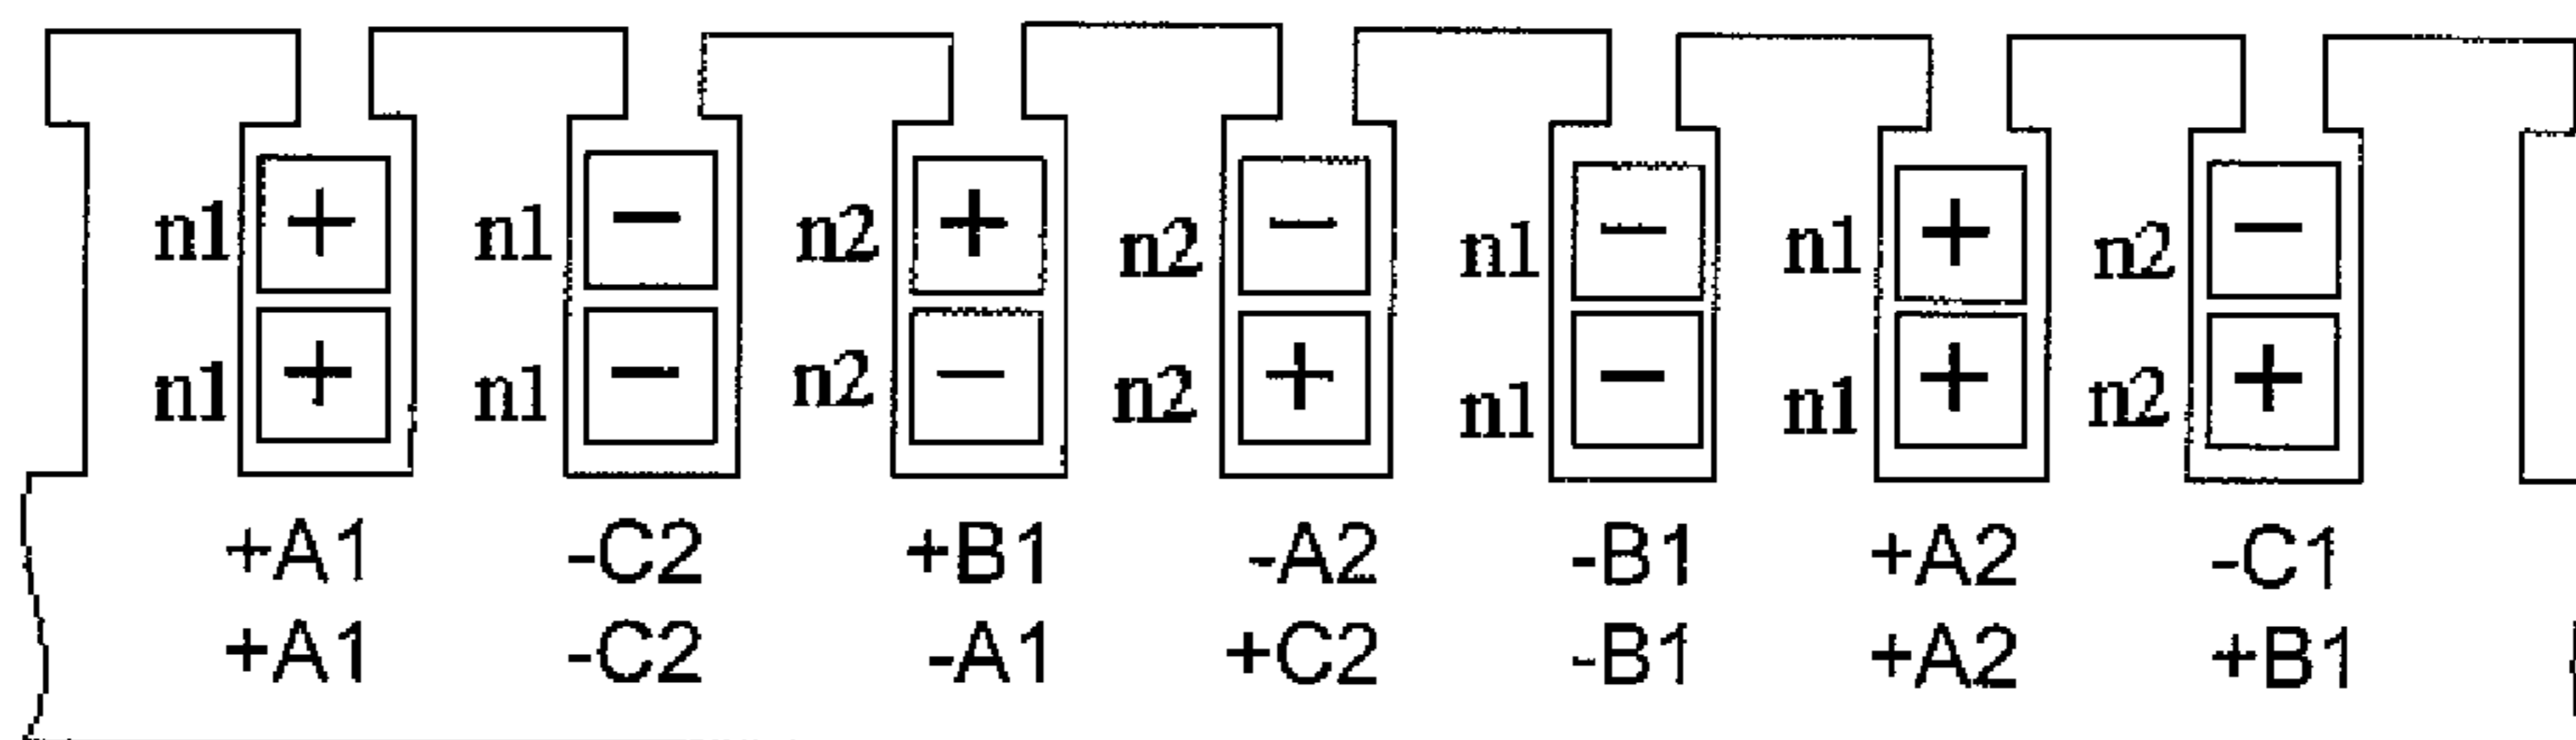 n1 + n1 − n2 + n2 − n1 − n1 + n2 −
n1 + n1 − n2 − n2 + n1 − n1 + n2 +
+A1 -C2 +B1 -A2 -B1 +A2 -C1
+A1 -C2 -A1 +C2 -B1 +A2 +B1